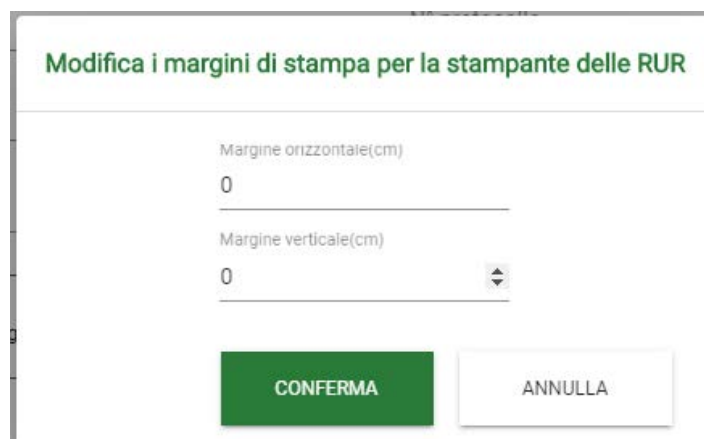 Modifica i margini di stampa per la stampante delle RUR
Margine orizzontale(cm)
0
Margine verticale(cm)
0
CONFERMA
ANNULLA